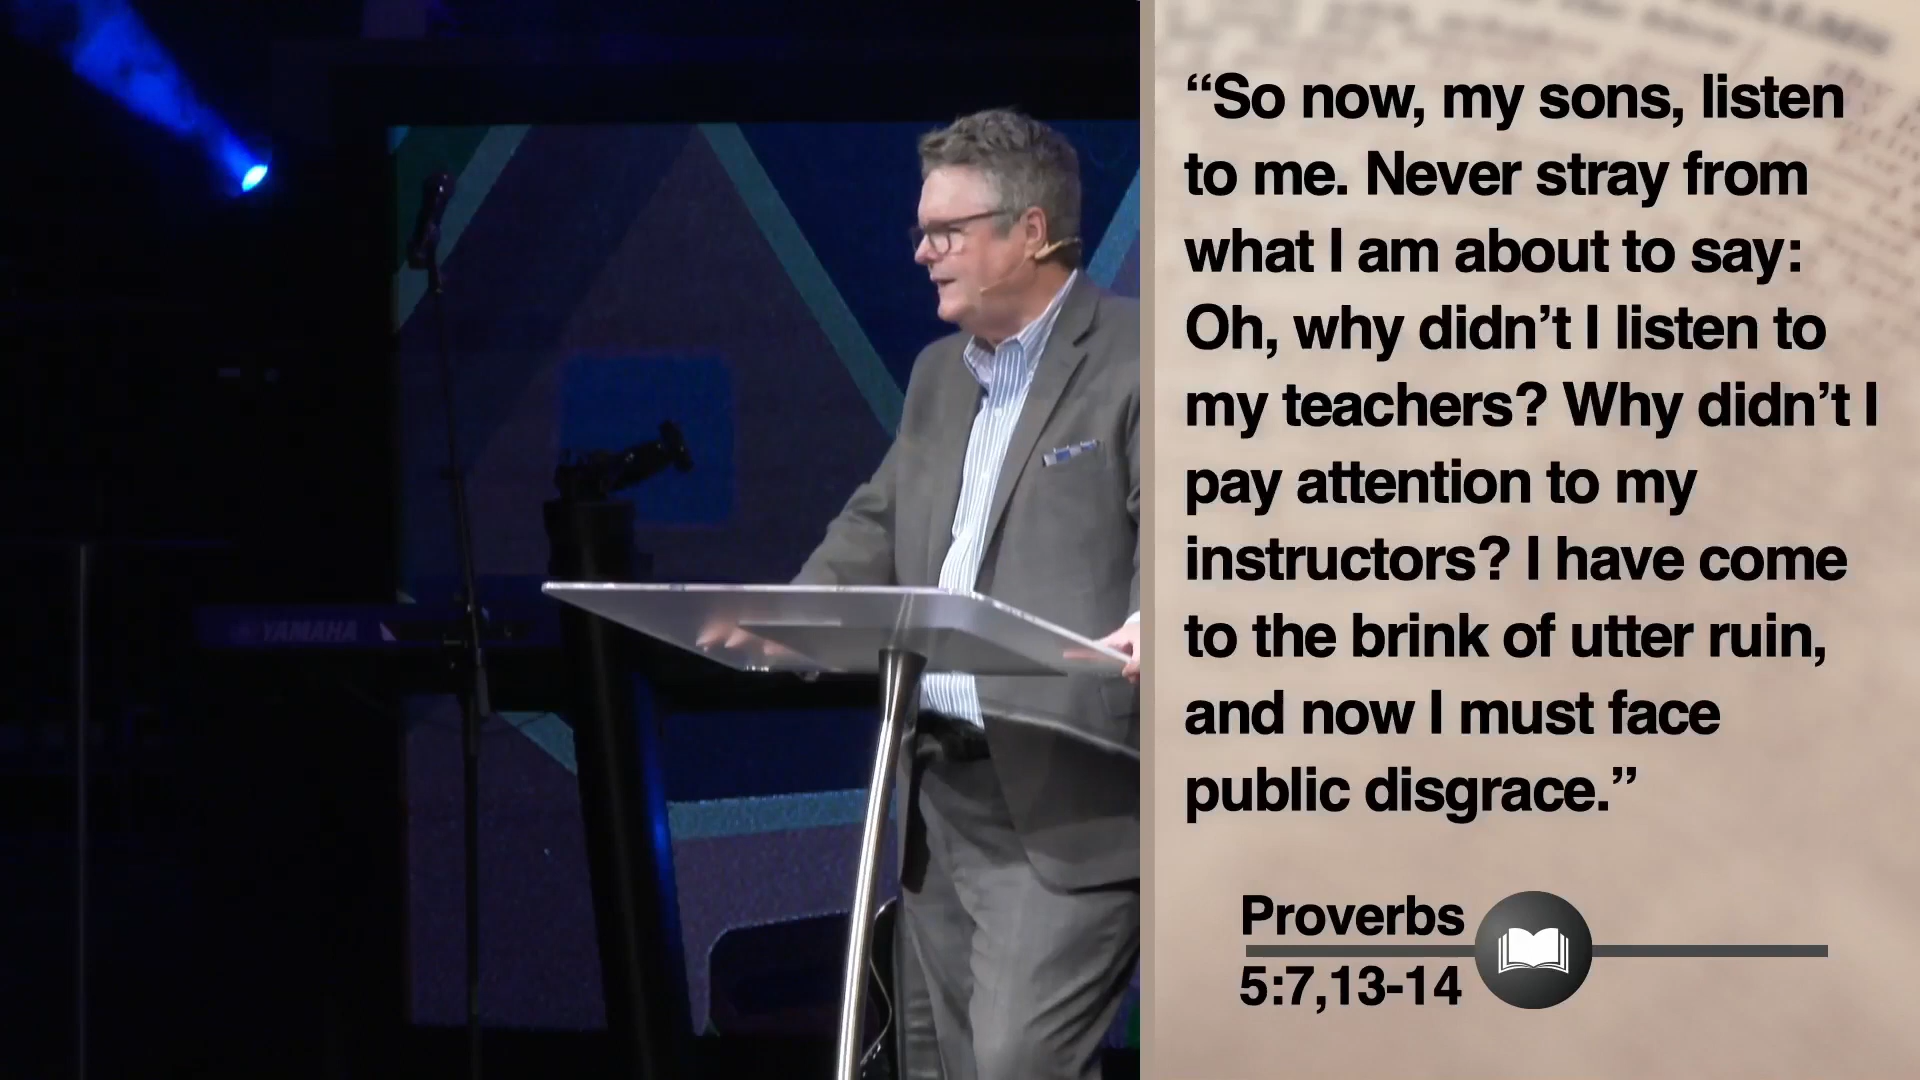 YAMAHA
PSALMS
“So now, my sons, listen
to me. Never stray from
what I am about to say:
Oh, why didn’t I listen to
my teachers? Why didn’t I
pay attention to my
instructors? I have come
to the brink of utter ruin,
and now I must face
public disgrace.”
Proverbs
5:7,13-14